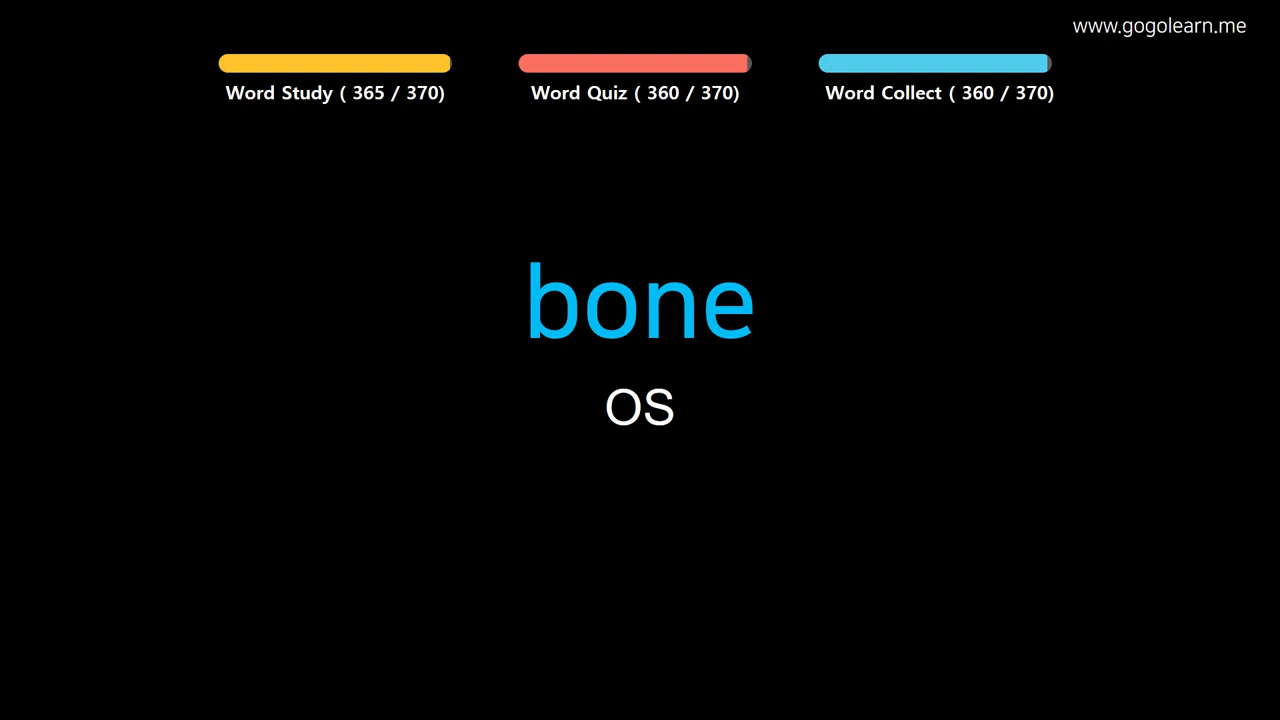 www.gogolearn.me
Word Study ( 365 / 370)
Word Quiz ( 360 / 370)
Word Collect ( 360 / 370)
bone
OS